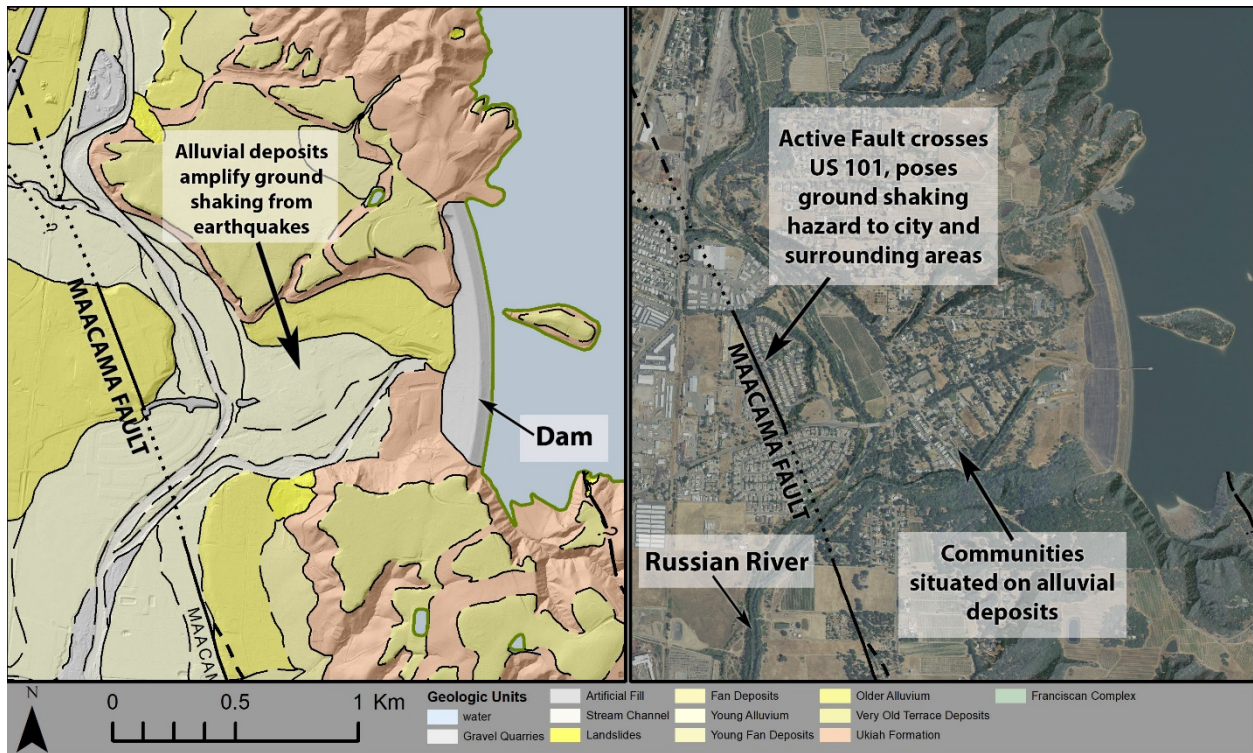 Alluvial deposits
amplify ground
shaking from
earthquakes
MAACAMA FAULT
Dam
MAACAM
?
Active Fault crosses
US 101, poses
ground shaking
hazard to city and
surrounding areas
?
MAACAMA FAULT
Russian River
Communities
situated on alluvial
deposits
N
0 0.5 1 Km
Geologic Units
water
Gravel Quarries
Artificial Fill
Stream Channel
Landslides
Fan Deposits
Young Alluvium
Young Fan Deposits
Older Alluvium
Very Old Terrace Deposits
Ukiah Formation
Franciscan Complex